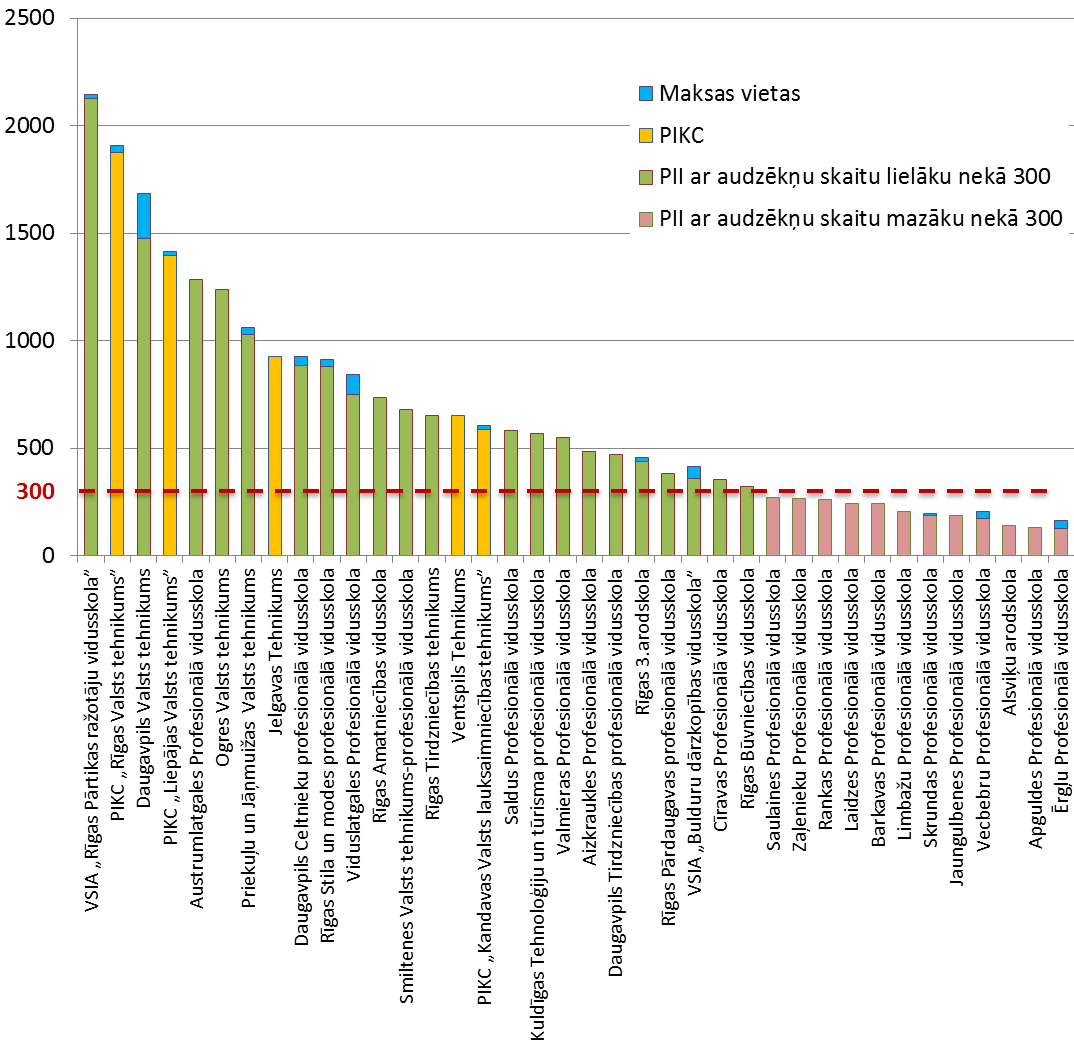 2500
2000
1500
1000
500
300
0
Maksas vietas
PIKC
PII ar audzēkņu skaitu lielāku nekā 300
PII ar audzēkņu skaitu mazāku nekā 300
VSIA „Rīgas Pārtikas ražotāju vidusskola”
PIKC „Rīgas Valsts tehnikums”
Daugavpils Valsts tehnikums
PIKC „Liepājas Valsts tehnikums”
Austrumlatgales Profesionālā vidusskola
Ogres Valsts tehnikums
Priekuļu un Jāņmuižas Valsts tehnikums
Jelgavas Tehnikums
Daugavpils Celtnieku profesionālā vidusskola
Rīgas Stila un modes profesionālā vidusskola
Viduslatgales Profesionālā vidusskola
Rīgas Amatniecības vidusskola
Smiltenes Valsts tehnikums-profesionālā vidusskola
Rīgas Tirdzniecības tehnikums
Ventspils Tehnikums
PIKC „Kandavas Valsts lauksaimniecības tehnikums”
Saldus Profesionālā vidusskola
Kuldīgas Tehnoloģiju un tūrisma profesionālā vidusskola
Valmieras Profesionālā vidusskola
Aizkraukles Profesionālā vidusskola
Daugavpils Tirdzniecības profesionālā vidusskola
Rīgas 3.arodskola
Rīgas Pārdaugavas profesionālā vidusskola
VSIA „Bulduru dārzkopības vidusskola”
Cīravas Profesionālā vidusskola
Rīgas Būvniecības vidusskola
Saulaines Profesionālā vidusskola
Zaļenieku Profesionālā vidusskola
Rankas Profesionālā vidusskola
Laidzes Profesionālā vidusskola
Barkavas Profesionālā vidusskola
Limbažu Profesionālā vidusskola
Skrundas Profesionālā vidusskola
Jaungulbenes Profesionālā vidusskola
Vecbebru Profesionālā vidusskola
Alsviķu arodskola
Apguldes Profesionālā vidusskola
Ērgļu Profesionālā vidusskola